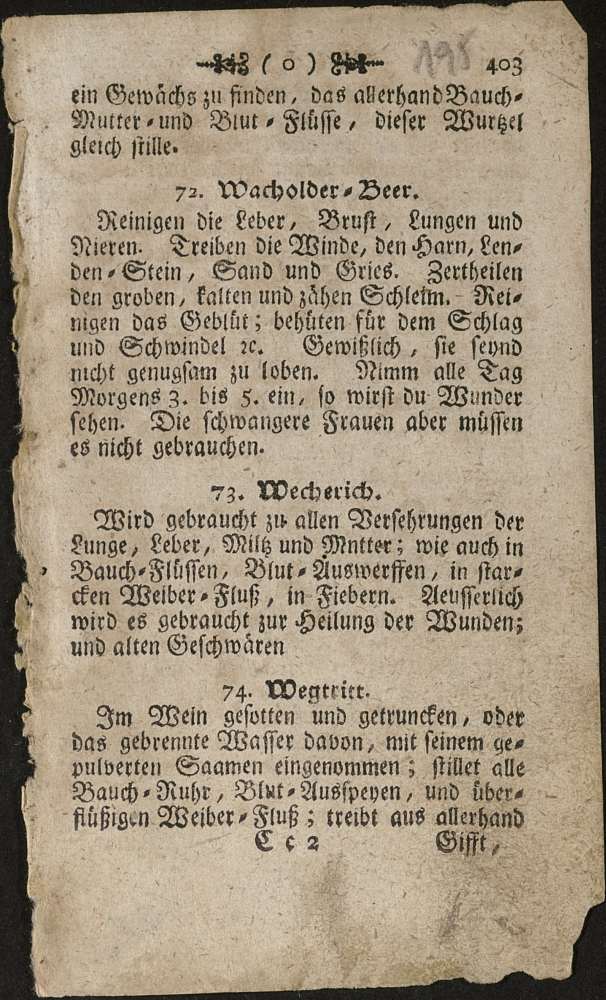 ( o ) 198 403
ein Gewächs zu finden, das allerhand Bauch-
Mutter-und Blut-Flüsse, dieser Wurtzel
gleich stille.
72. Wacholder-Beer.
Reinigen die Leber, Brust, Lungen und
Nieren. Treiben die Winde, den Harn, Len-
den-Stein, Sand und Gries. Zertheilen
den groben, kalten und zähen Schleim. Rei-
nigen das Geblüt; behüten für dem Schlag
und Schwindel ꝛc. Gewißlich, sie seynd
nicht genugsam zu loben. Nimm alle Tag
Morgens 3. bis 5. ein, so wirst du Wunder
sehen. Die schwangere Frauen aber müssen
es nicht gebrauchen.
73. Wecherich.
Wird gebraucht zu allen Versehrungen der
Lunge, Leber, Miltz und Mntter; wie auch in
Bauch-Flüssen, Blut-Auswerffen, in star-
cken Weiber-Fluß, in Fiebern. Aeusserlich
wird es gebraucht zur Heilung der Wunden;
und alten Geschwären
74. Wegtritt.
Im Wein gesotten und getruncken, oder
das gebrennte Wasser davon, mit seinem ge-
pulverten Saamen eingenommen; stillet alle
Bauch-Ruhr, Blut-Ausspeyen, und über-
flüßigen Weiber-Fluß; treibt aus allerhand
C c 2 Gifft,